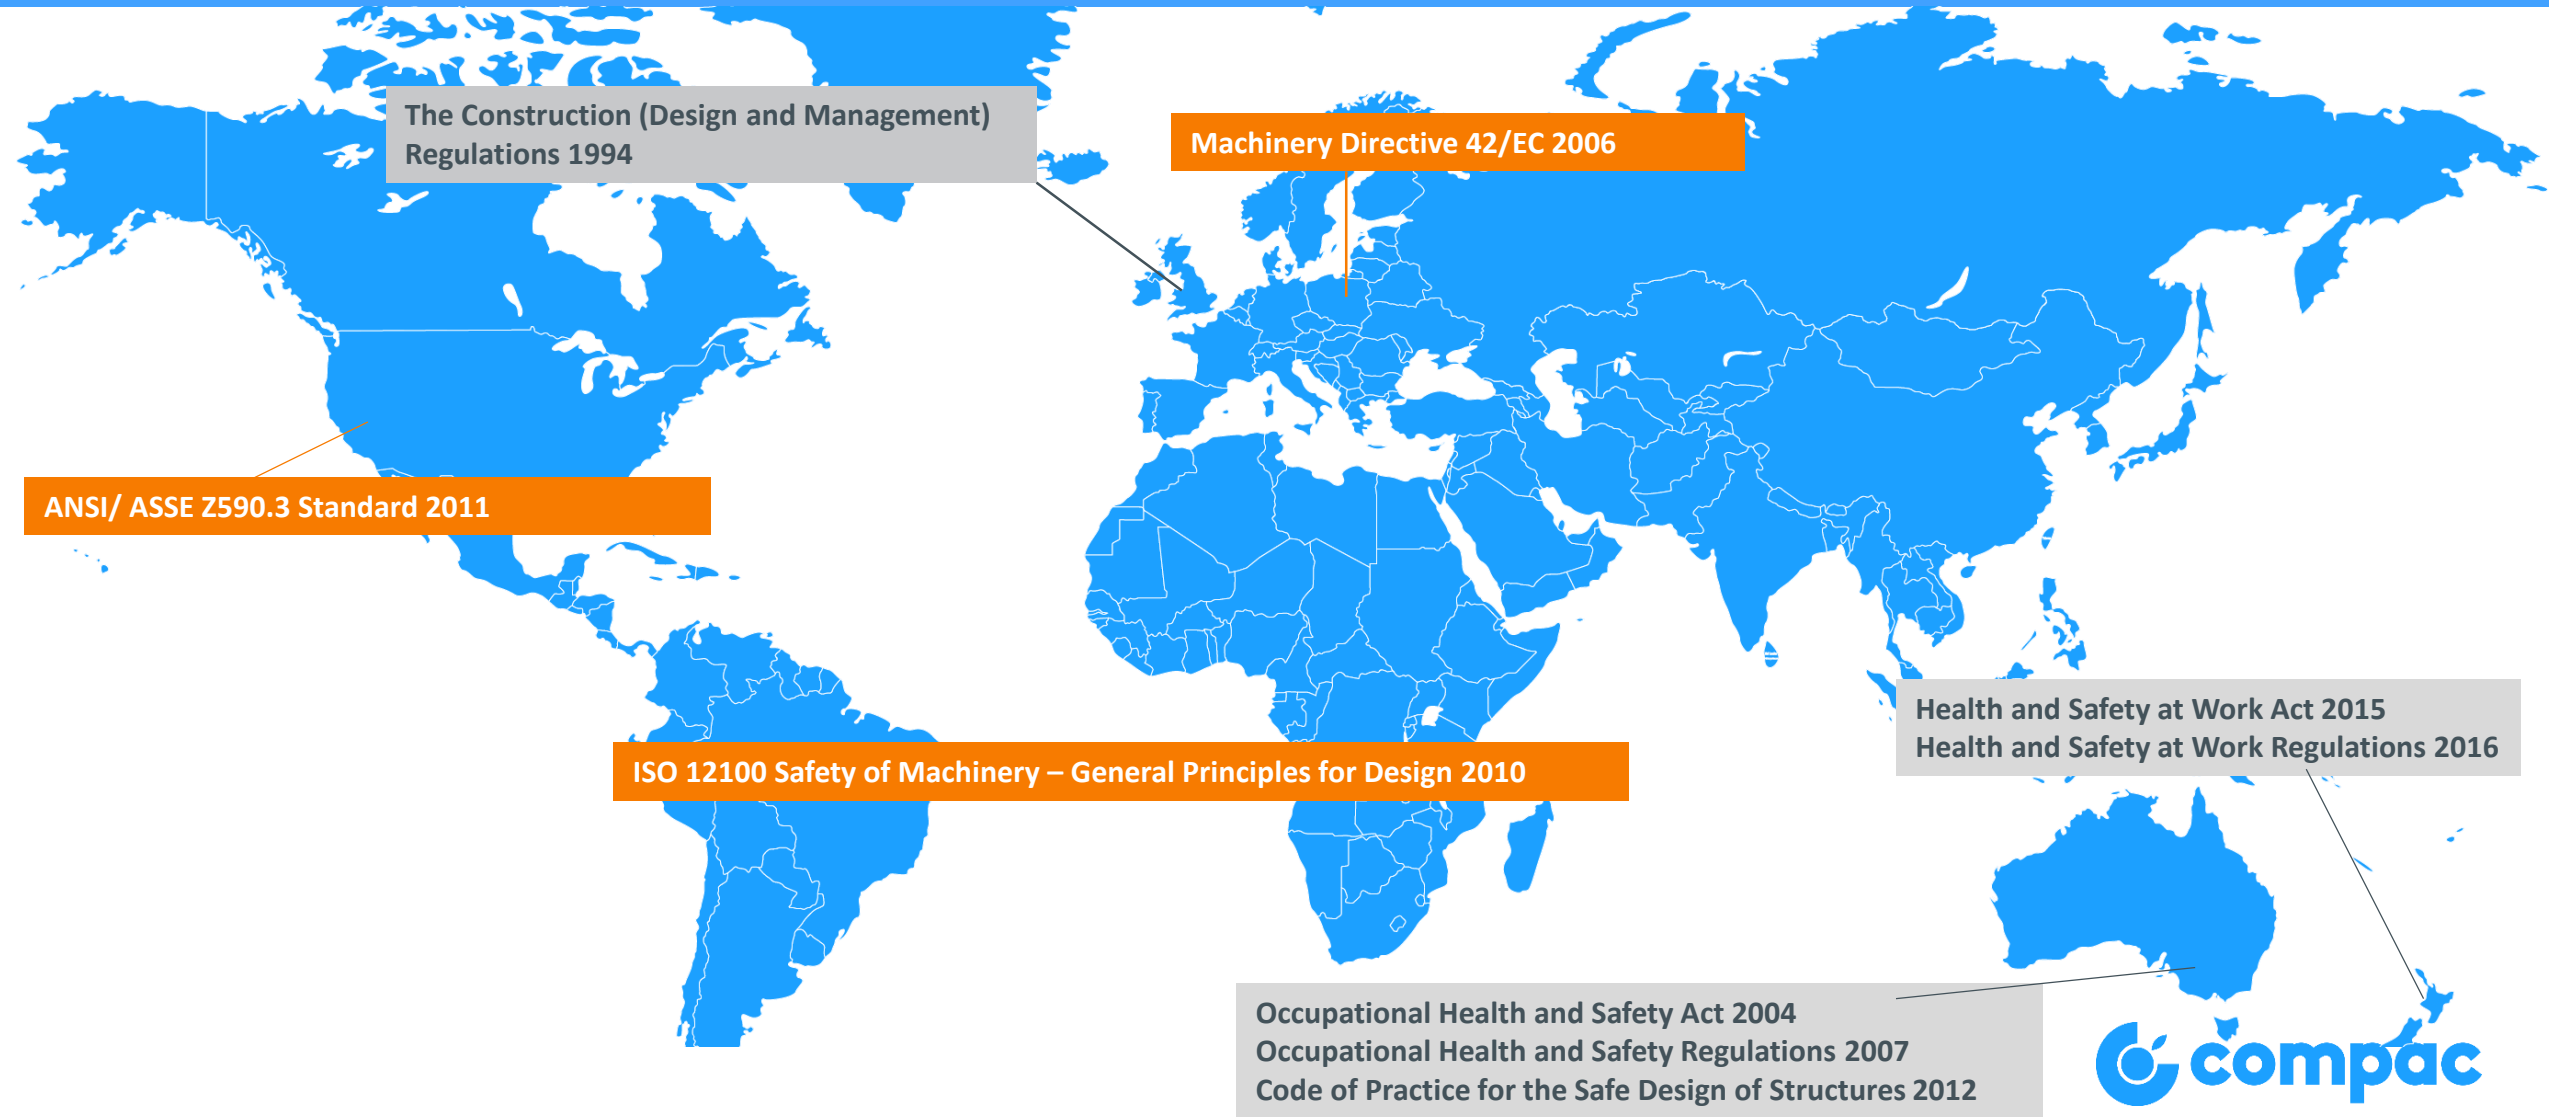 The Construction (Design and Management)
Regulations 1994
Machinery Directive 42/EC 2006
ANSI/ ASSE Z590.3 Standard 2011
Health and Safety at Work Act 2015
Health and Safety at Work Regulations 2016
ISO 12100 Safety of Machinery – General Principles for Design 2010
Occupational Health and Safety Act 2004
Occupational Health and Safety Regulations 2007
Code of Practice for the Safe Design of Structures 2012
compac